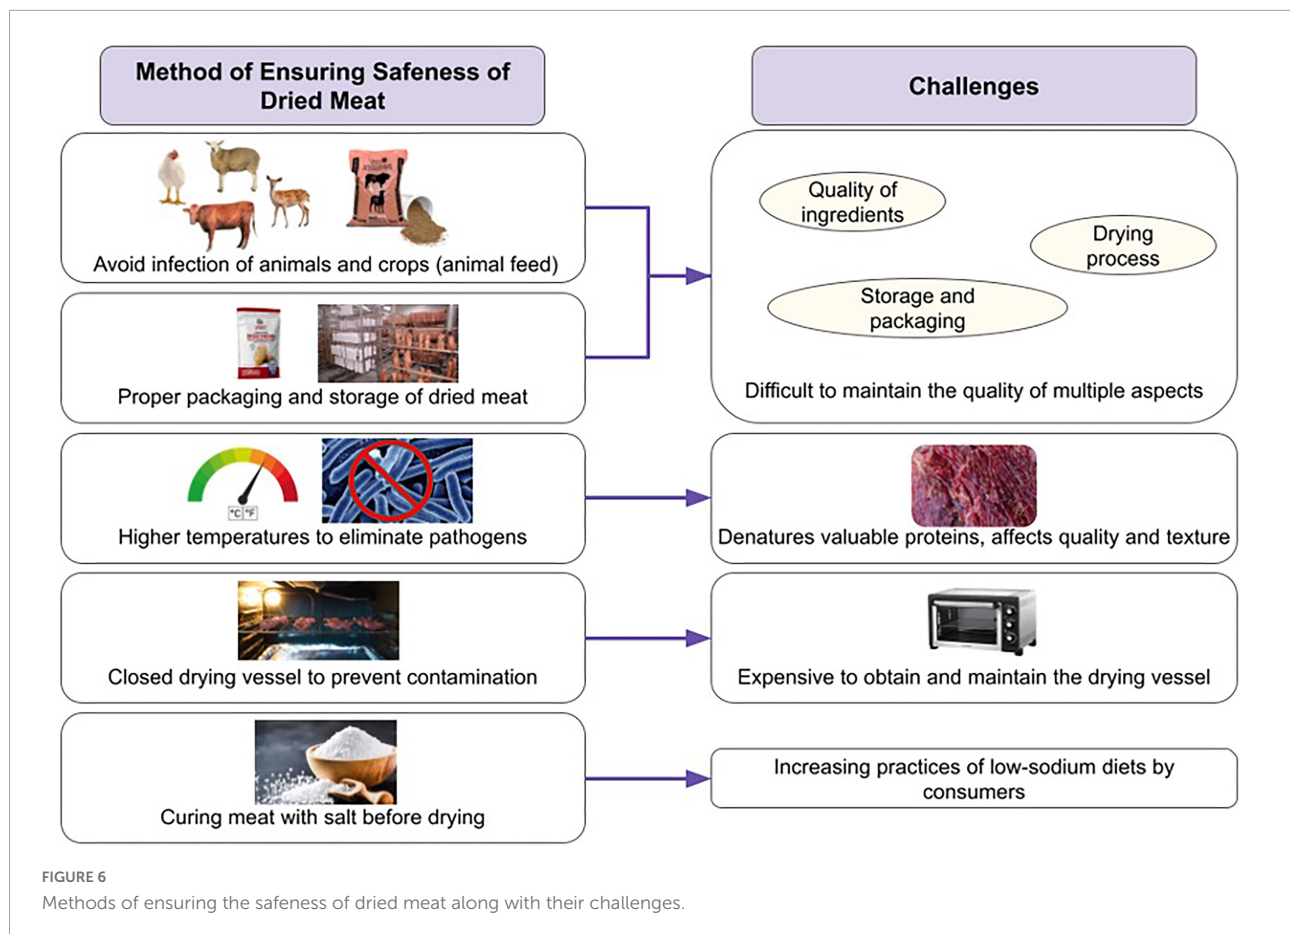 Method of Ensuring Safeness of
Dried Meat
Challenges
Avoid infection of animals and crops (animal feed)
Quality of
ingredients
Drying
process
Storage and
packaging
Difficult to maintain the quality of multiple aspects
Proper packaging and storage of dried meat
°C °F
Higher temperatures to eliminate pathogens
Denatures valuable proteins, affects quality and texture
Closed drying vessel to prevent contamination
Expensive to obtain and maintain the drying vessel
Curing meat with salt before drying
Increasing practices of low-sodium diets by
consumers
FIGURE 6
Methods of ensuring the safeness of dried meat along with their challenges.